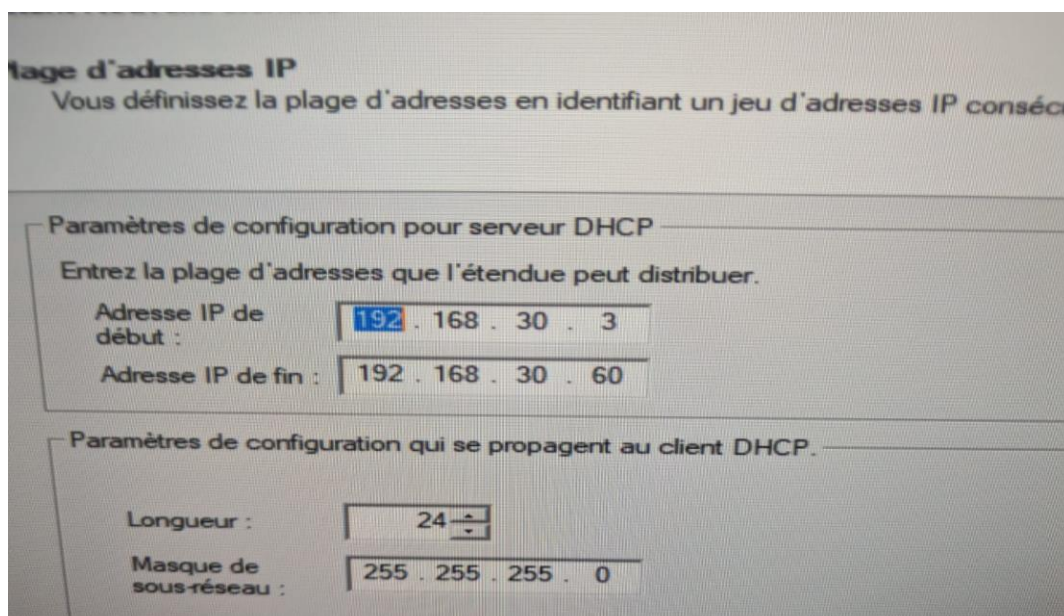 d'adresses IP
Vous définissez la plage d'adresses en identifiant un jeu d'adresses IP
Paramètres de configuration pour serveur DHCP
Entrez la plage d'adresses que l'étendue peut distribuer.
Adresse IP de
début :
192 . 168 . 30 . 3
Adresse IP de fin : 192 . 168 . 30 . 60
Paramètres de configuration qui se propagent au client DHCP.
Longueur : 24
Masque de
sous-réseau :
255 . 255 . 255 . 0